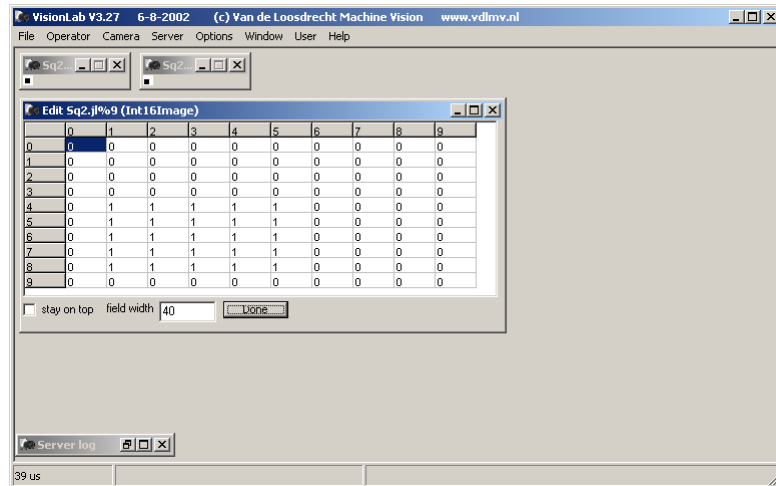 VisionLab V3.27 6-8-2002 (c) Van de Loosdrecht Machine Vision www.vdlmv.nl
File Operator Camera Server Options Window User Help
Sq2... Sq2...
Edit Sq2.jl%9 (Int16Image)
0 1 2 3 4 5 6 7 8 9
0 0 0 0 0 0 0 0 0 0 0
1 0 0 0 0 0 0 0 0 0 0
2 0 0 0 0 0 0 0 0 0 0
3 0 0 0 0 0 0 0 0 0 0
4 0 1 1 1 1 1 0 0 0 0
5 0 1 1 1 1 1 0 0 0 0
6 0 1 1 1 1 1 0 0 0 0
7 0 1 1 1 1 1 0 0 0 0
8 0 1 1 1 1 1 0 0 0 0
9 0 0 0 0 0 0 0 0 0 0
stay on top field width 40 Done
Server log
39 us